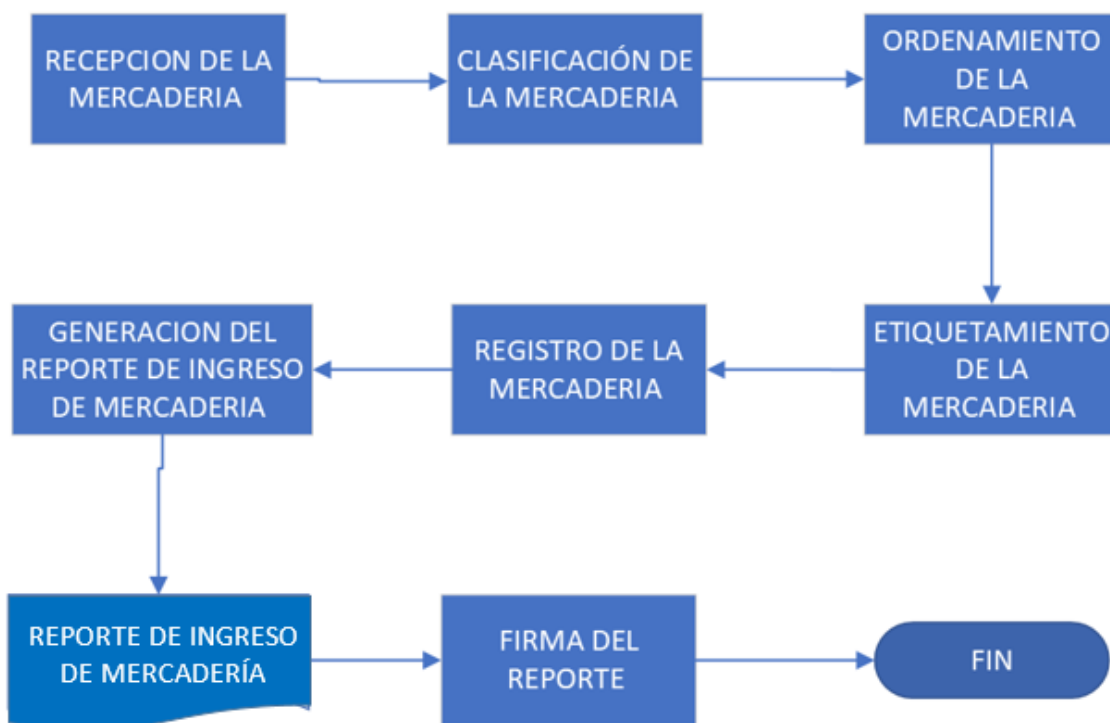 RECEPCION DE LA
MERCADERIA
CLASIFICACIÓN DE
LA MERCADERIA
ORDENAMIENTO
DE LA
MERCADERIA
ETIQUETAMIENTO
DE LA
MERCADERIA
REGISTRO DE LA
MERCADERIA
GENERACION DEL
REPORTE DE INGRESO
DE MERCADERIA
REPORTE DE INGRESO
DE MERCADERÍA
FIRMA DEL
REPORTE
FIN